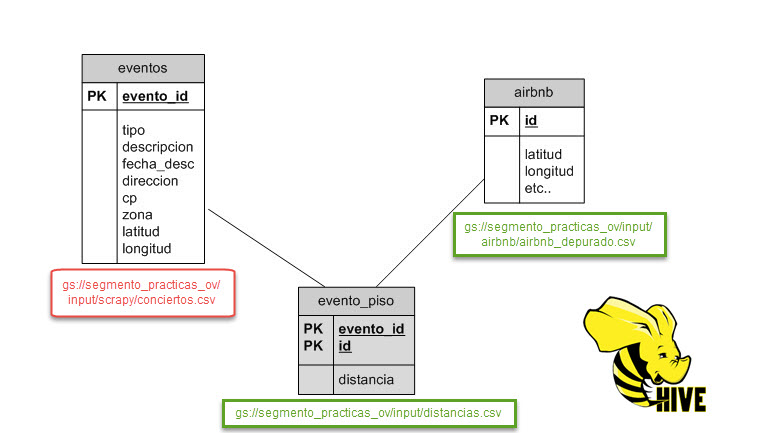 eventos
PK evento_id
tipo
descripcion
fecha_desc
direccion
cp
zona
latitud
longitud
gs://segmento_practicas_ov/
input/scrapy/conciertos.csv
airbnb
PK id
latitud
longitud
etc..
gs://segmento_practicas_ov/input/
airbnb/airbnb_depurado.csv
evento_piso
PK evento_id
PK id
distancia
gs://segmento_practicas_ov/input/distancias.csv
HIVE